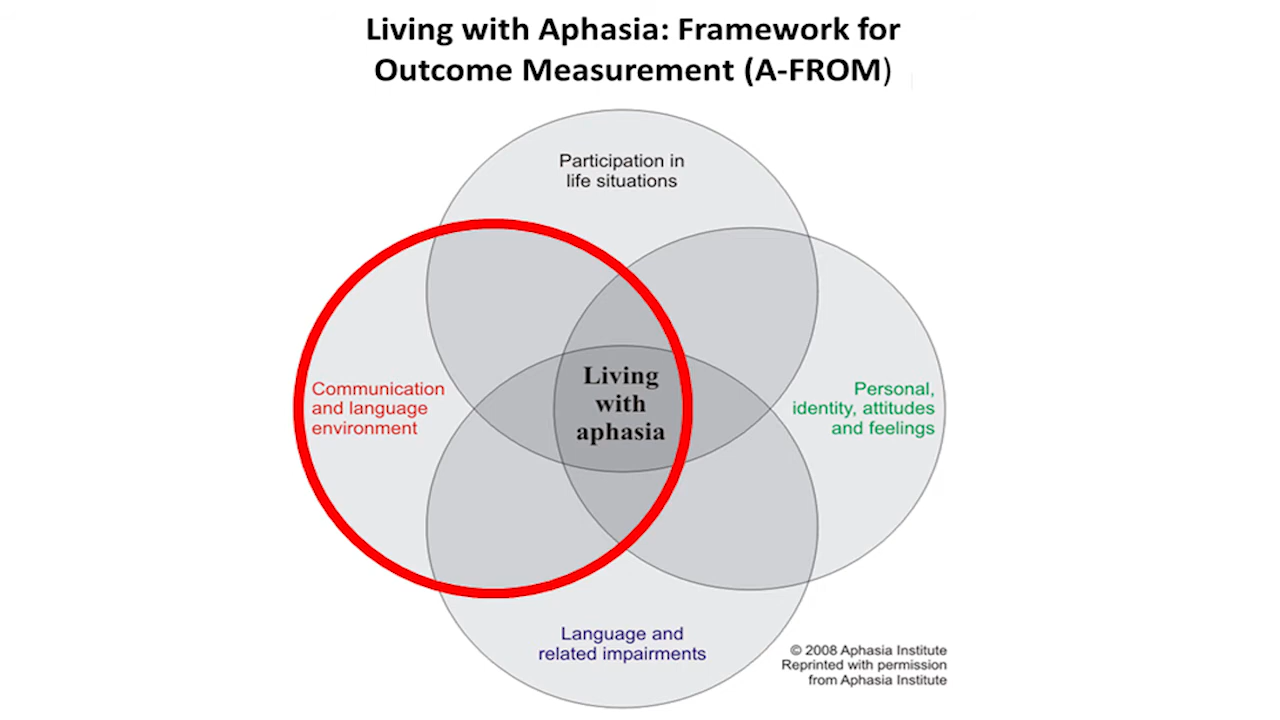 Living with Aphasia: Framework for
Outcome Measurement (A-FROM)
Participation in
life situations
Communication
and language
environment
Living
with
aphasia
Personal,
identity, attitudes
and feelings
Language and
related impairments
© 2008 Aphasia Institute
Reprinted with permission
from Aphasia Institute